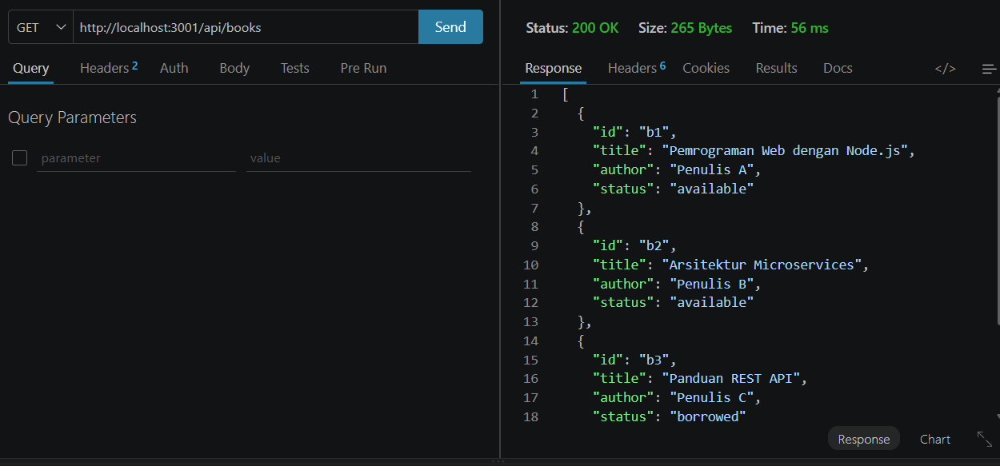 GET http://localhost:3001/api/books Send
Query Headers 2 Auth Body Tests Pre Run
Query Parameters
parameter value
Status: 200 OK Size: 265 Bytes Time: 56 ms
Response Headers 6 Cookies Results Docs </>
1 [
2 {
3 "id": "b1",
4 "title": "Pemrograman Web dengan Node.js",
5 "author": "Penulis A",
6 "status": "available"
7 },
8 {
9 "id": "b2",
10 "title": "Arsitektur Microservices",
11 "author": "Penulis B",
12 "status": "available"
13 },
14 {
15 "id": "b3",
16 "title": "Panduan REST API",
17 "author": "Penulis C",
18 "status": "borrowed"
Response Chart